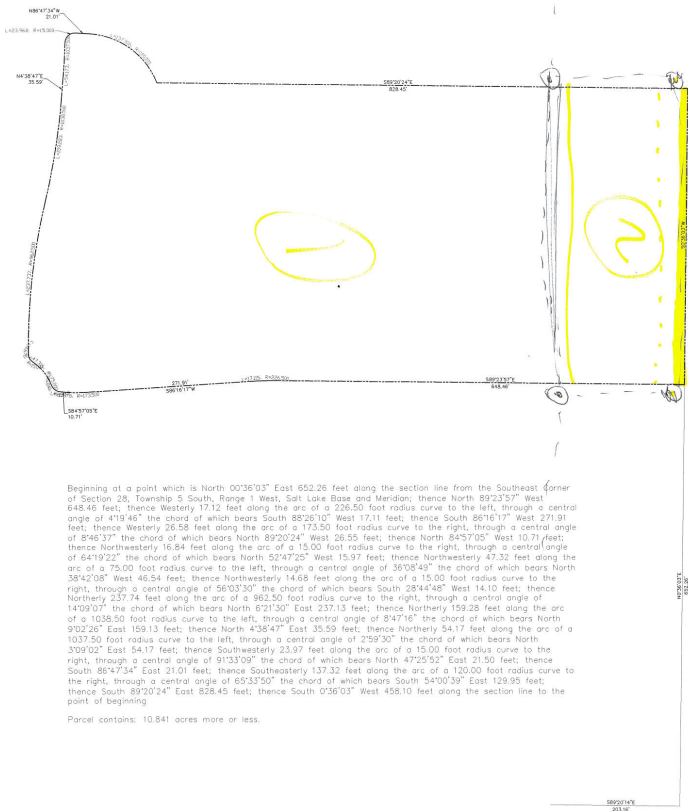 N86°47'34"W
21.01'
L=23.968, R=15.000
N4°38'47"E
35.59'
S89°20'24"E
828.45'
1
2
271.91'
S86°16'17"W
S89°23'57"E
648.46'
S84°57'05"E
10.71'
Beginning at a point which is North 00°36'03" East 652.26 feet along the section line from the Southeast Corner
of Section 28, Township 5 South, Range 1 West, Salt Lake Base and Meridian; thence North 89°23'57" West
648.46 feet; thence Westerly 17.12 feet along the arc of a 226.50 foot radius curve to the left, through a central
angle of 4°19'46" the chord of which bears South 88°26'10" West 17.11 feet; thence South 86°16'17" West 271.91
feet; thence Westerly 26.58 feet along the arc of a 173.50 foot radius curve to the right, through a central angle
of 8°46'37" the chord of which bears North 89°20'24" West 26.55 feet; thence North 84°57'05" West 10.71 feet;
thence Northwesterly 16.84 feet along the arc of a 15.00 foot radius curve to the right, through a central angle
of 64°19'22" the chord of which bears North 52°47'25" West 15.97 feet; thence Northwesterly 47.32 feet along the
arc of a 75.00 foot radius curve to the left, through a central angle of 36°08'49" the chord of which bears North
38°42'08" West 46.54 feet; thence Northwesterly 14.68 feet along the arc of a 15.00 foot radius curve to the
right, through a central angle of 56°03'30" the chord of which bears South 28°44'48" West 14.10 feet; thence
Northerly 237.74 feet along the arc of a 962.50 foot radius curve to the right, through a central angle of
14°09'07" the chord of which bears North 6°21'30" East 237.13 feet; thence Northerly 159.28 feet along the arc
of a 1038.50 foot radius curve to the left, through a central angle of 8°47'16" the chord of which bears North
9°02'26" East 159.13 feet; thence North 4°38'47" East 35.59 feet; thence Northerly 54.17 feet along the arc of a
1037.50 foot radius curve to the left, through a central angle of 2°59'30" the chord of which bears North
3°09'02" East 54.17 feet; thence Southwesterly 23.97 feet along the arc of a 15.00 foot radius curve to the
right, through a central angle of 91°33'09" the chord of which bears North 47°25'52" East 21.50 feet; thence
South 86°47'34" East 21.01 feet; thence Southeasterly 137.32 feet along the arc of a 120.00 foot radius curve to
the right, through a central angle of 65°33'50" the chord of which bears South 54°00'39" East 129.95 feet;
thence South 89°20'24" East 828.45 feet; thence South 0°36'03" West 458.10 feet along the section line to the
point of beginning
Parcel contains: 10.841 acres more or less.
652.26'
N0°36'03"E
S89°20'14"E
203.16'